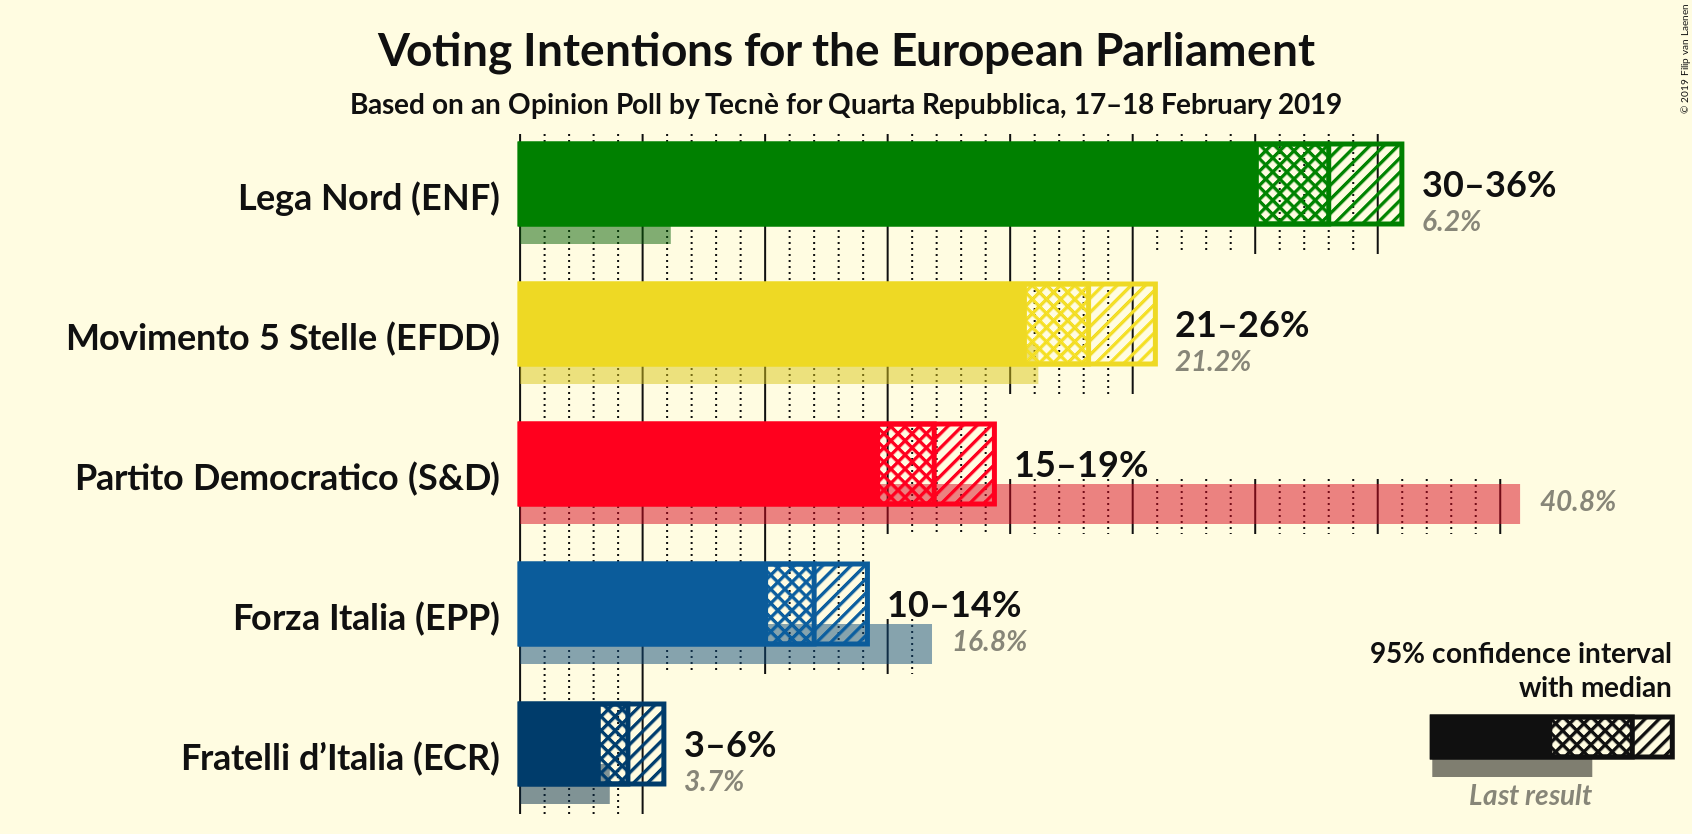 Voting Intentions for the European Parliament
Based on an Opinion Poll by Tecnè for Quarta Repubblica, 17–18 February 2019
© 2019 Filip van Laenen
Lega Nord (ENF)
30–36%
6.2%
Movimento 5 Stelle (EFDD)
21–26%
21.2%
Partito Democratico (S&D)
15–19%
40.8%
Forza Italia (EPP)
10–14%
16.8%
Fratelli d’Italia (ECR)
3–6%
3.7%
95% confidence interval
with median
Last result